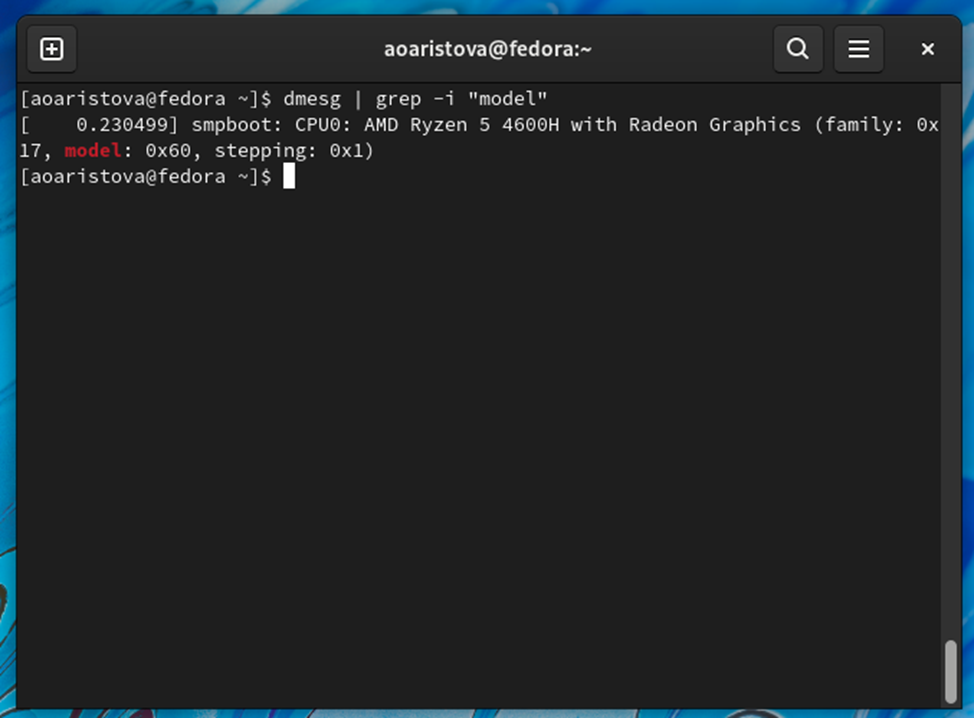 aoaristova@fedora:~
[aoaristova@fedora ~]$ dmesg | grep -i "model"
[    0.230499] smpboot: CPU0: AMD Ryzen 5 4600H with Radeon Graphics (family: 0x
17, model: 0x60, stepping: 0x1)
[aoaristova@fedora ~]$